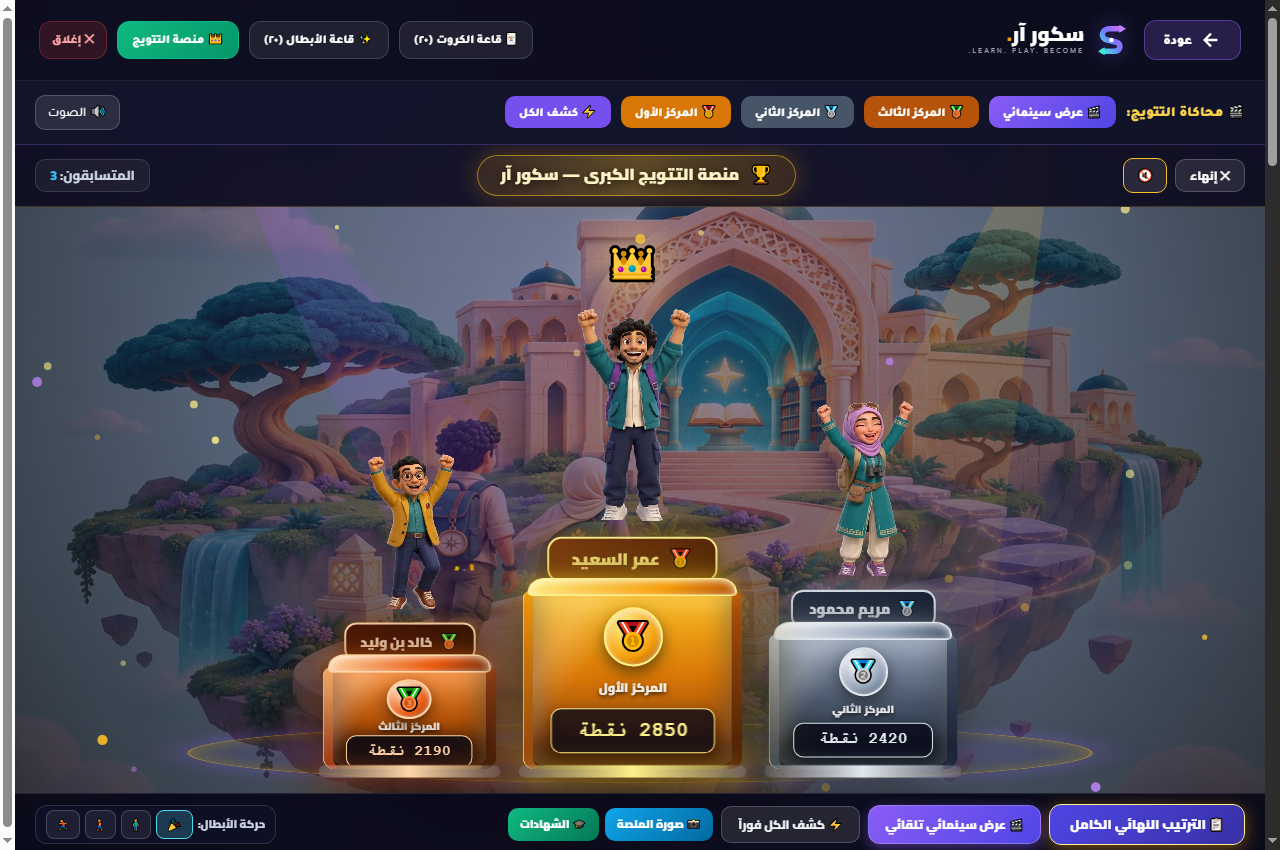 عودة
سكور آر.
LEARN. PLAY. BECOME.
قاعة الكروت (٢٠)
قاعة الأبطال (٢٠)
منصة التتويج
إغلاق
محاكاة التتويج:
عرض سينمائي
المركز الثالث
المركز الثاني
المركز الأول
كشف الكل
الصوت
إنهاء
منصة التتويج الكبرى — سكور آر
المتسابقون: 3
عمر السعيد
المركز الأول
2850 نقطة
مريم محمود
المركز الثاني
2420 نقطة
خالد بن وليد
المركز الثالث
2190 نقطة
الترتيب النهائي الكامل
عرض سينمائي تلقائي
كشف الكل فوراً
صورة المنصة
الشهادات
حركة الأبطال: